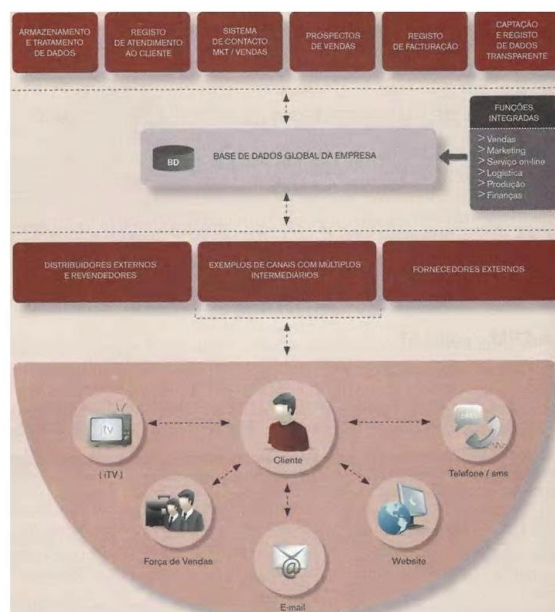 ARMAZENAMENTO
E TRATAMENTO
DE DADOS
REGISTO
DE ATENDIMENTO
AO CLIENTE
SISTEMA
DE CONTACTO
MKT / VENDAS
PROSPECTOS
DE VENDAS
REGISTO
DE FACTURAÇÃO
CAPTAÇÃO
E REGISTO
DE DADOS
TRANSPARENTE
BD
BASE DE DADOS GLOBAL DA EMPRESA
FUNÇÕES
INTEGRADAS
> Vendas
> Marketing
> Serviço on-line
> Logística
> Produção
> Finanças
DISTRIBUIDORES EXTERNOS
E REVENDEDORES
EXEMPLOS DE CANAIS COM MÚLTIPLOS
INTERMEDIÁRIOS
FORNECEDORES EXTERNOS
itv
( iTV )
Cliente
Telefone / sms
Força de Vendas
Website
@
E-mail